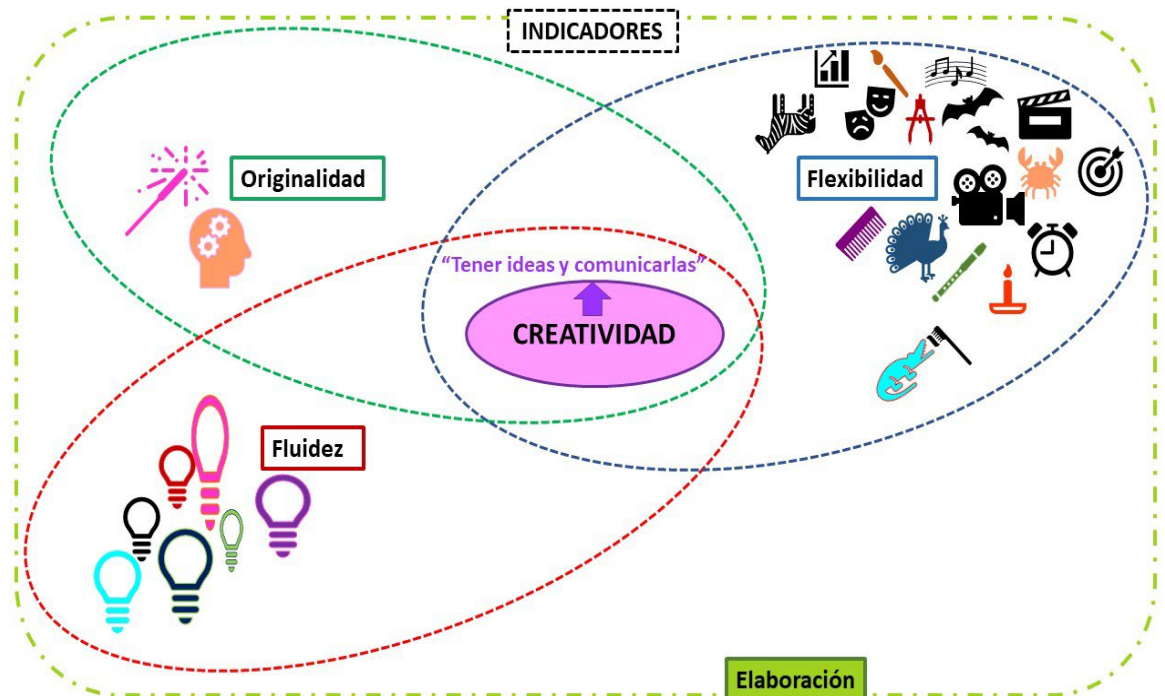 INDICADORES
Originalidad
Flexibilidad
“Tener ideas y comunicarlas”
CREATIVIDAD
Fluidez
Elaboración